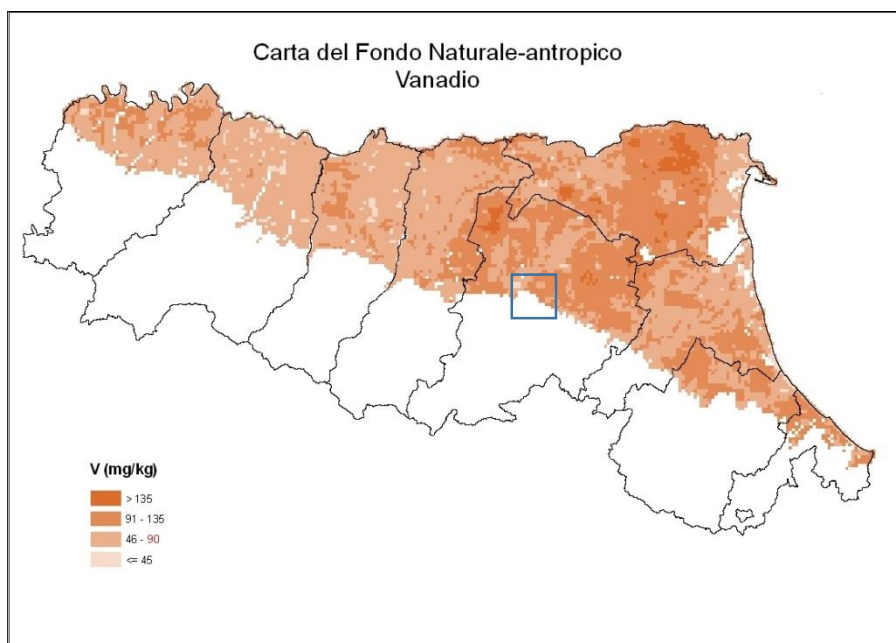 Carta del Fondo Naturale-antropico
Vanadio
V (mg/kg)
> 135
91 - 135
46 - 90
<= 45